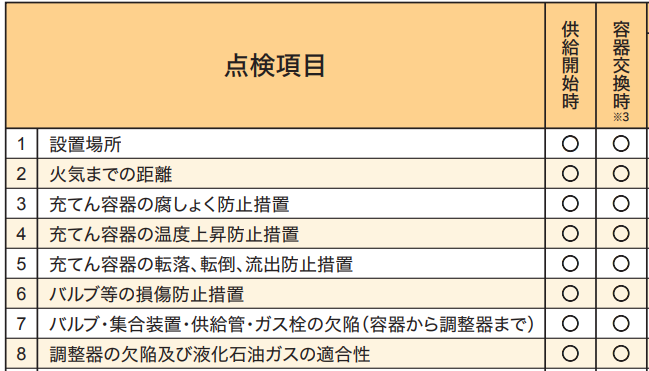 点検項目 供給開始時 容器交換時※3
1 設置場所 ○ ○
2 火気までの距離 ○ ○
3 充てん容器の腐しょく防止措置 ○ ○
4 充てん容器の温度上昇防止措置 ○ ○
5 充てん容器の転落、転倒、流出防止措置 ○ ○
6 バルブ等の損傷防止措置 ○ ○
7 バルブ・集合装置・供給管・ガス栓の欠陥(容器から調整器まで) ○ ○
8 調整器の欠陥及び液化石油ガスの適合性 ○ ○